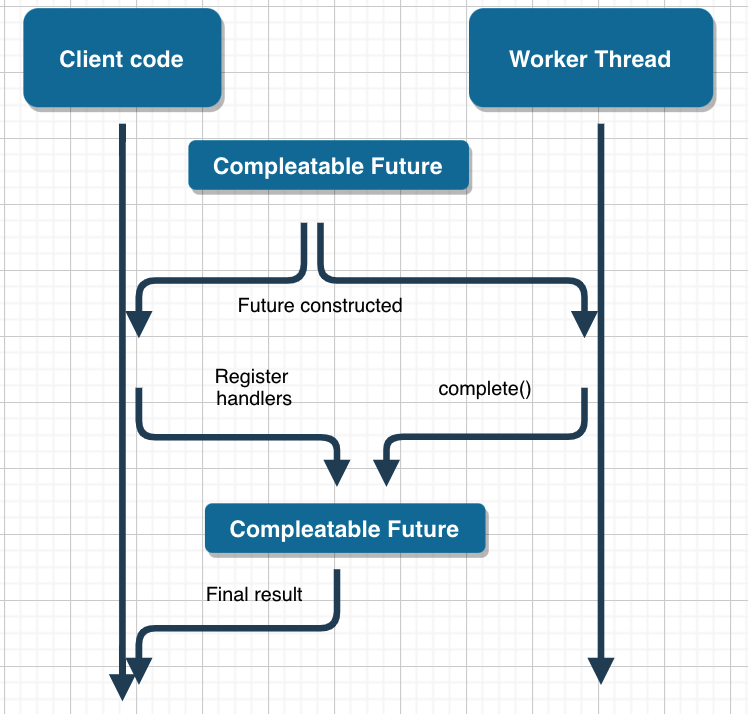 Client code
Worker Thread
Compleatable Future
Future constructed
Register
handlers
complete()
Compleatable Future
Final result